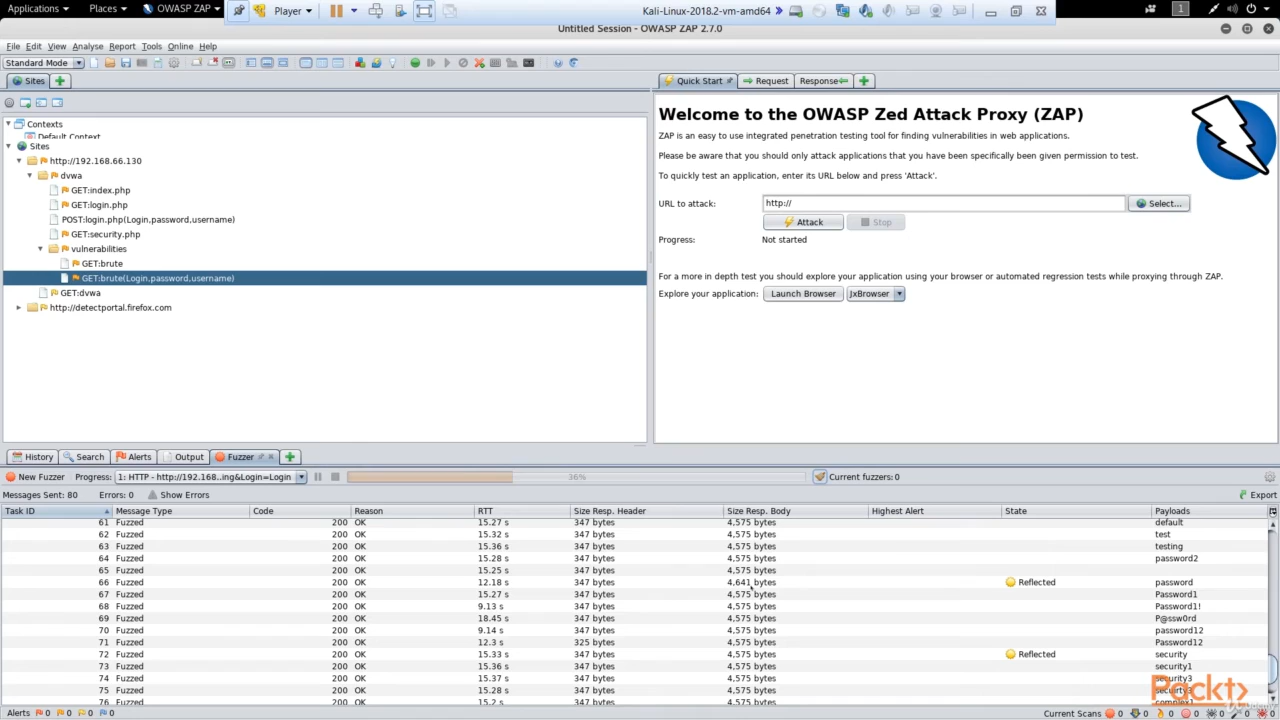 Applications Places OWASP ZAP Player Kali-Linux-2018.2-vm-amd64 1
Untitled Session - OWASP ZAP 2.7.0
File Edit View Analyse Report Tools Online Help
Standard Mode
Sites
Quick Start Request Response
Contexts
Default Context
Sites
http://192.168.66.130
dvwa
GET:index.php
GET:login.php
POST:login.php(Login,password,username)
GET:security.php
vulnerabilities
GET:brute
GET:brute(Login,password,username)
GET:dvwa
http://detectportal.firefox.com
Welcome to the OWASP Zed Attack Proxy (ZAP)
ZAP is an easy to use integrated penetration testing tool for finding vulnerabilities in web applications.
Please be aware that you should only attack applications that you have been specifically been given permission to test.
To quickly test an application, enter its URL below and press 'Attack'.
URL to attack: http:// Select...
Attack Stop
Progress: Not started
For a more in depth test you should explore your application using your browser or automated regression tests while proxying through ZAP.
Explore your application: Launch Browser JxBrowser
History Search Alerts Output Fuzzer
New Fuzzer Progress: 1: HTTP - http://192.168..ing&Login=Login 36% Current fuzzers:0
Messages Sent: 80 Errors: 0 Show Errors Export
Task ID Message Type Code Reason RTT Size Resp. Header Size Resp. Body Highest Alert State Payloads
61 Fuzzed 200 OK 15.27 s 347 bytes 4,575 bytes default
62 Fuzzed 200 OK 15.32 s 347 bytes 4,575 bytes test
63 Fuzzed 200 OK 15.36 s 347 bytes 4,575 bytes testing
64 Fuzzed 200 OK 15.28 s 347 bytes 4,575 bytes password2
65 Fuzzed 200 OK 15.25 s 347 bytes 4,575 bytes
66 Fuzzed 200 OK 12.18 s 347 bytes 4,641 bytes Reflected password
67 Fuzzed 200 OK 15.27 s 347 bytes 4,575 bytes Password1
68 Fuzzed 200 OK 9.13 s 347 bytes 4,575 bytes Password1!
69 Fuzzed 200 OK 18.45 s 347 bytes 4,575 bytes P@ssw0rd
70 Fuzzed 200 OK 9.14 s 347 bytes 4,575 bytes password12
71 Fuzzed 200 OK 12.3 s 325 bytes 4,575 bytes Password12
72 Fuzzed 200 OK 15.33 s 347 bytes 4,575 bytes Reflected security
73 Fuzzed 200 OK 15.36 s 347 bytes 4,575 bytes security1
74 Fuzzed 200 OK 15.37 s 347 bytes 4,575 bytes security3
75 Fuzzed 200 OK 15.28 s 347 bytes 4,575 bytes
76 Fuzzed 200 OK 15.2 s 347 bytes 4,575 bytes complex1
Packt
Alerts 0 0 0 0 Current Scans 0 0 0 0 0 0